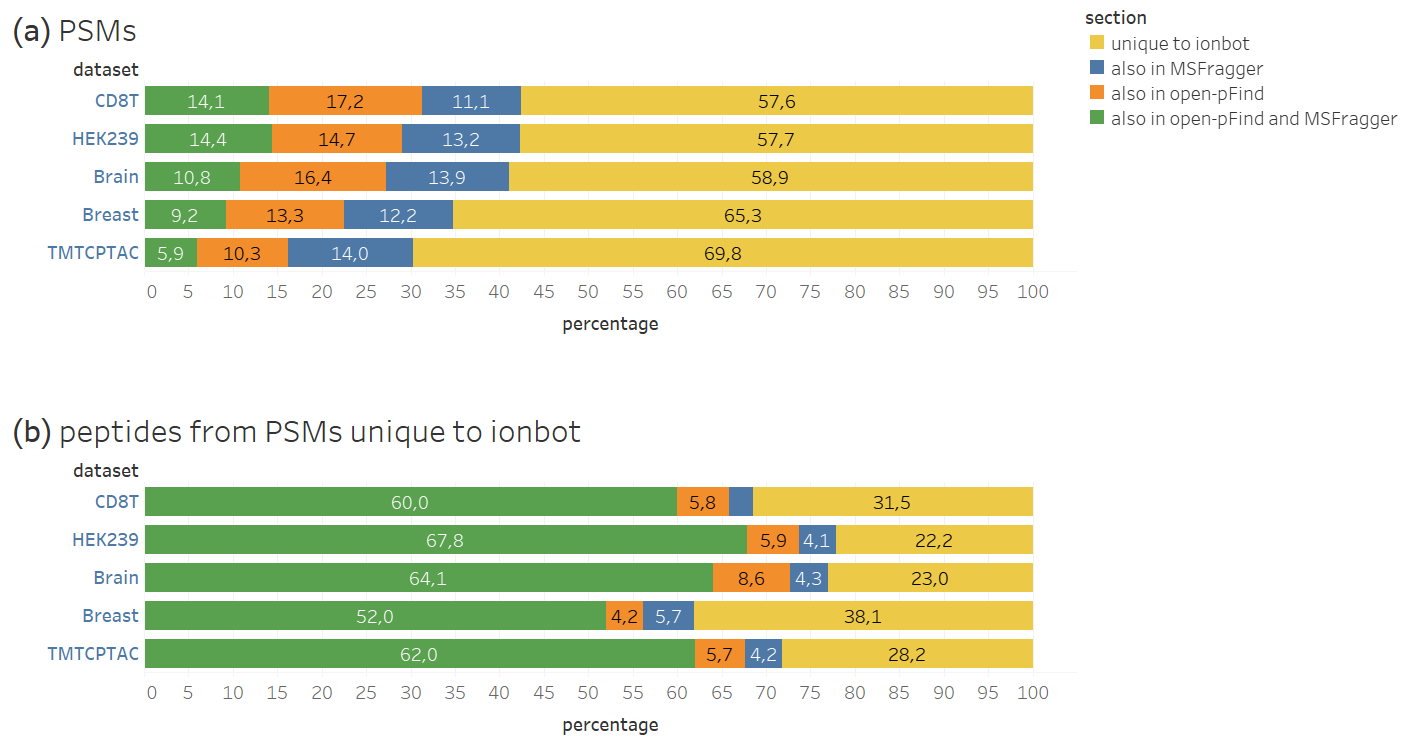 (a) PSMs
dataset
CD8T 14,1 17,2 11,1 57,6
HEK239 14,4 14,7 13,2 57,7
Brain 10,8 16,4 13,9 58,9
Breast 9,2 13,3 12,2 65,3
TMTCPTAC 5,9 10,3 14,0 69,8
0 5 10 15 20 25 30 35 40 45 50 55 60 65 70 75 80 85 90 95 100
percentage
section
unique to ionbot
also in MSFragger
also in open-pFind
also in open-pFind and MSFragger
(b) peptides from PSMs unique to ionbot
dataset
CD8T 60,0 5,8 31,5
HEK239 67,8 5,9 4,1 22,2
Brain 64,1 8,6 4,3 23,0
Breast 52,0 4,2 5,7 38,1
TMTCPTAC 62,0 5,7 4,2 28,2
0 5 10 15 20 25 30 35 40 45 50 55 60 65 70 75 80 85 90 95 100
percentage